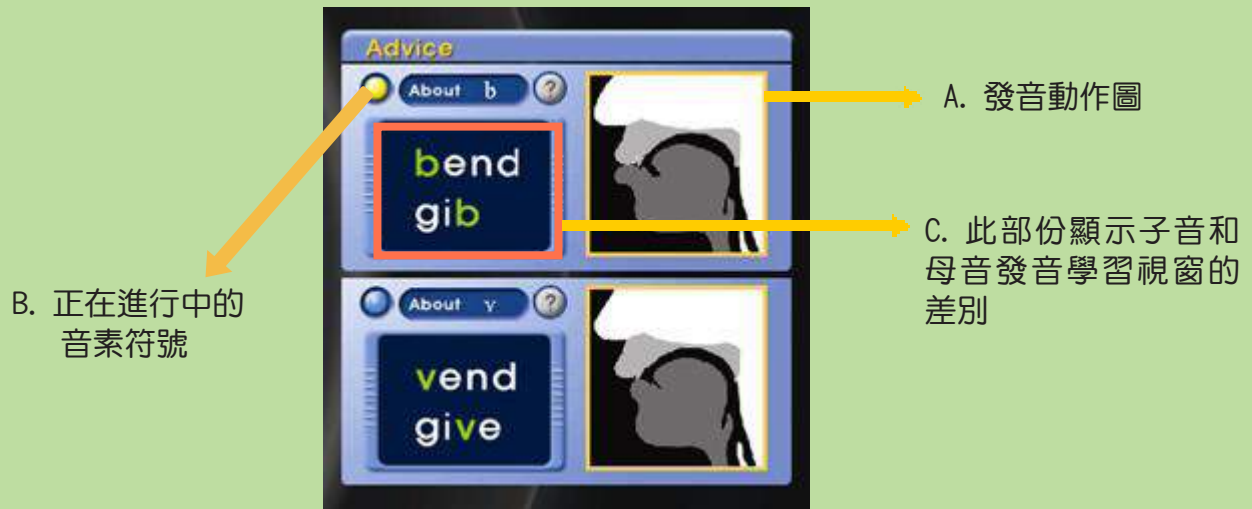 Advice
About b ?
bend
gib
About v ?
vend
give
A. 發音動作圖
B. 正在進行中的
音素符號
C. 此部份顯示子音和
母音發音學習視窗的
差別